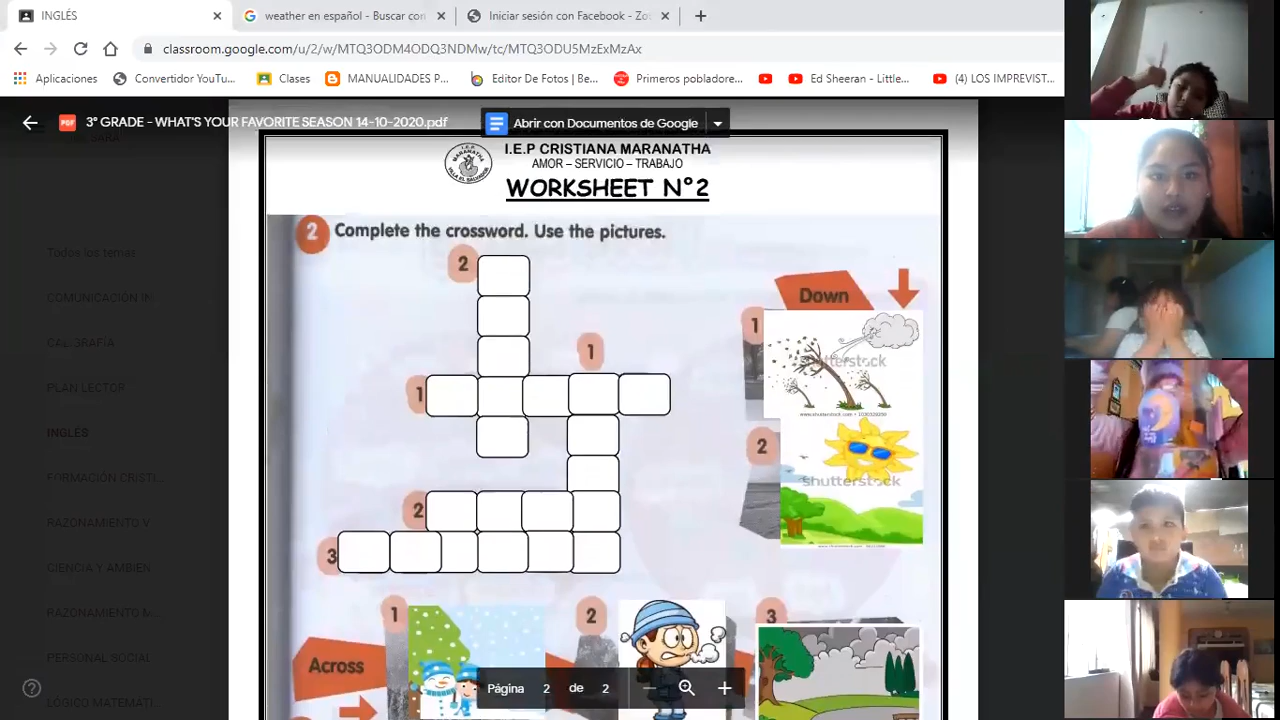 INGLÉS
weather en español - Buscar con
Iniciar sesión con Facebook - Zo
classroom.google.com/u/2/w/MTQ3ODM4ODQ3NDMw/tc/MTQ3ODU5MzExMzAx
Aplicaciones
Convertidor YouTu...
Clases
MANUALIDADES P...
Editor De Fotos | Be...
Primeros pobladore...
Ed Sheeran - Little...
(4) LOS IMPREVIST...
PDF
3° GRADE - WHAT'S YOUR FAVORITE SEASON 14-10-2020.pdf
Abrir con Documentos de Google
I.E.P CRISTIANA MARANATHA
AMOR – SERVICIO – TRABAJO
WORKSHEET N°2
2 Complete the crossword. Use the pictures.
2
1
1
2
3
Down
1
shutterstock
2
shutterstock
Across
1
2
3
Todos los temas
COMUNICACIÓN IN
CALIGRAFÍA
PLAN LECTOR
INGLÉS
FORMACIÓN CRISTI
RAZONAMIENTO V
CIENCIA Y AMBIEN
RAZONAMIENTO M
PERSONAL SOCIAL
LÓGICO MATEMÁTI
Página 2 de 2